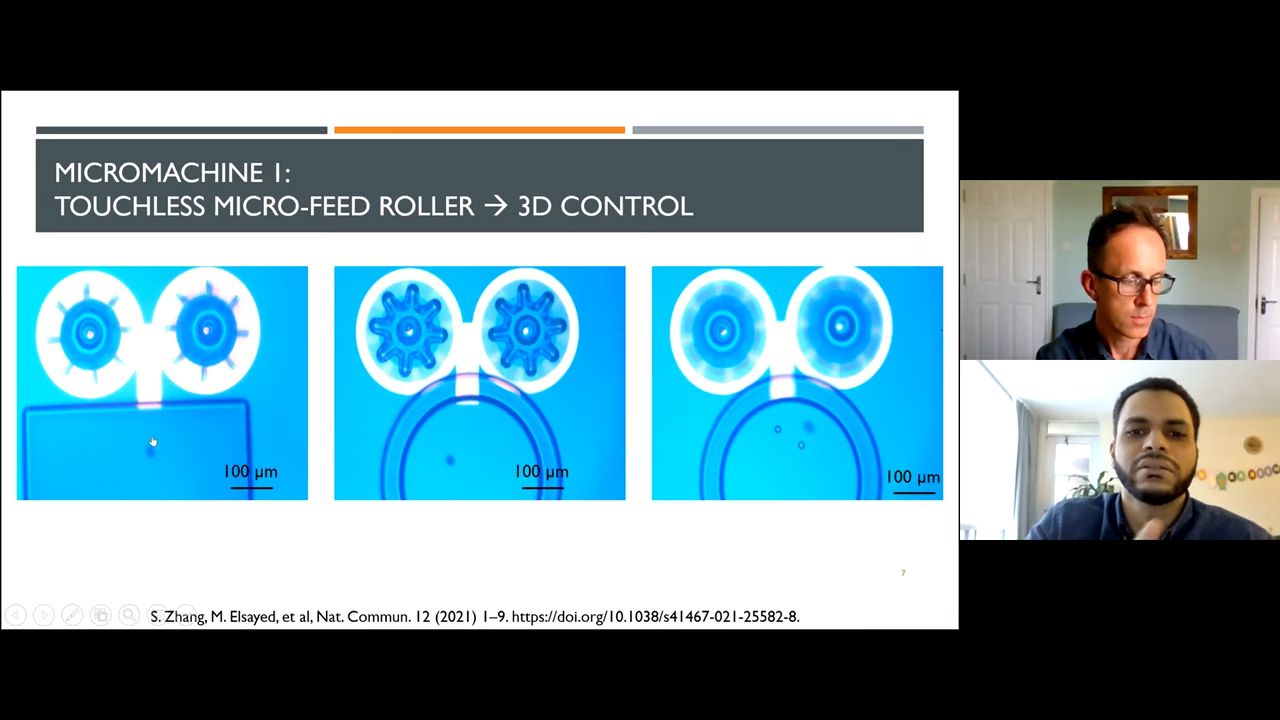 MICROMACHINE 1:
TOUCHLESS MICRO-FEED ROLLER → 3D CONTROL
100 µm
100 µm
100 µm
7
S. Zhang, M. Elsayed, et al, Nat. Commun. 12 (2021) 1–9. https://doi.org/10.1038/s41467-021-25582-8.